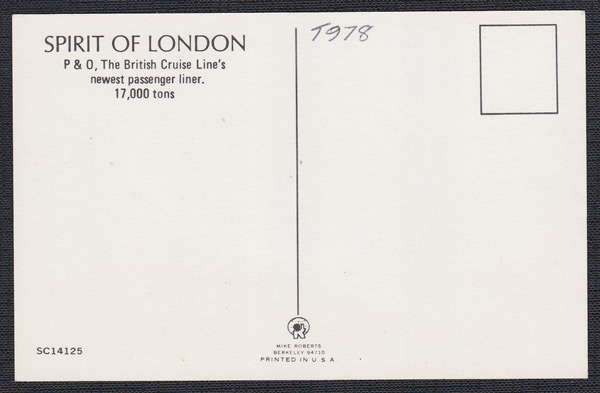 SPIRIT OF LONDON
P & O, The British Cruise Line's
newest passenger liner.
17,000 tons
T978
SC14125
MIKE ROBERTS
BERKELEY 94710
PRINTED IN U S A